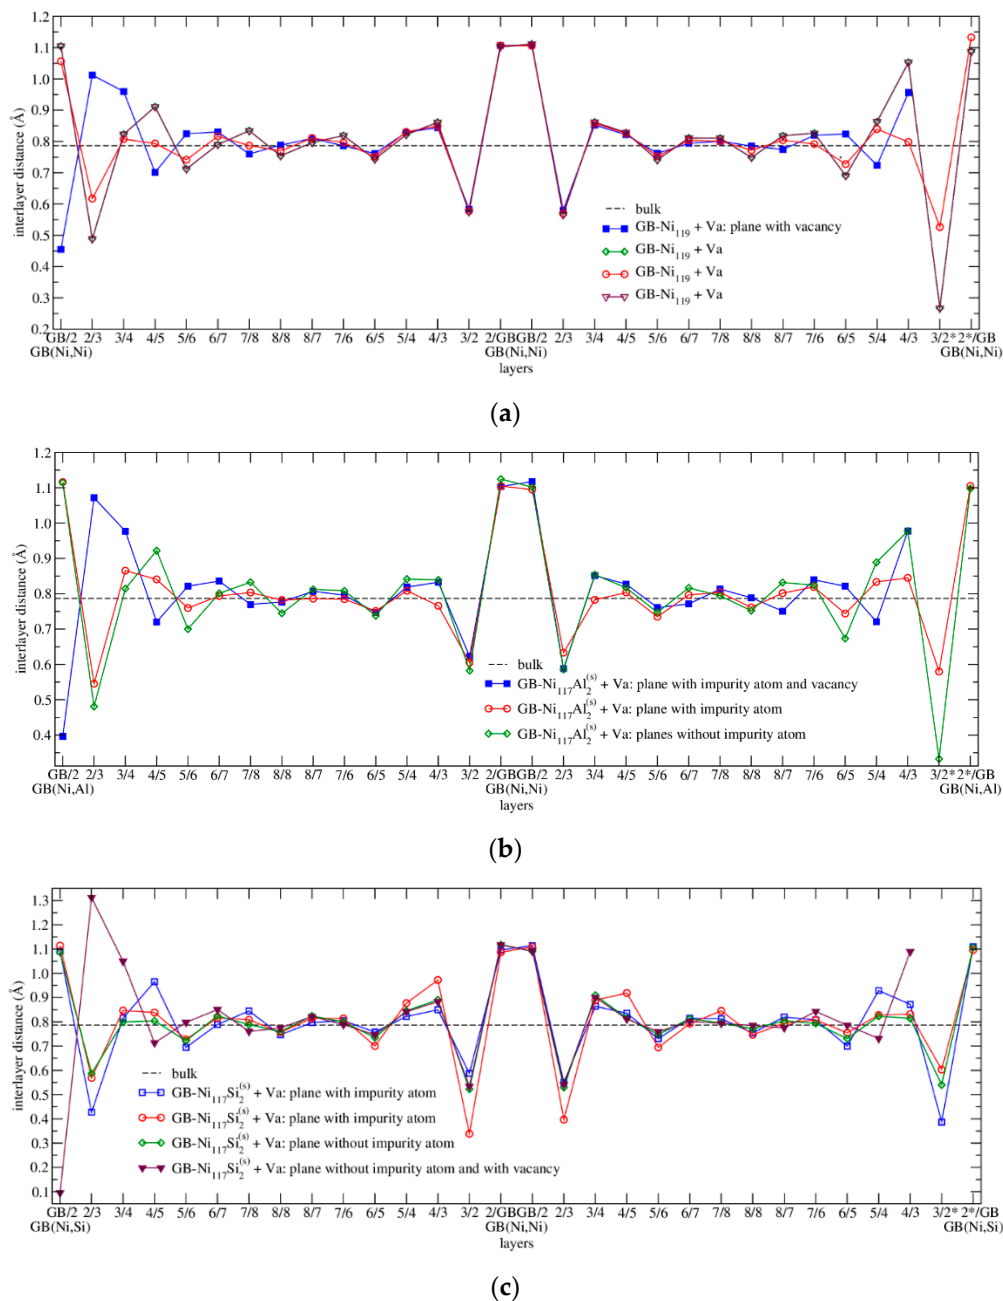 1.2
1.1
1.0
0.9
0.8
0.7
0.6
0.5
0.4
0.3
0.2
interlayer distance (Å)
bulk
GB-Ni119 + Va: plane with vacancy
GB-Ni119 + Va
GB-Ni119 + Va
GB-Ni119 + Va
GB/2 2/3 3/4 4/5 5/6 6/7 7/8 8/8 8/7 7/6 6/5 5/4 4/3 3/2 2/GB GB/2 2/3 3/4 4/5 5/6 6/7 7/8 8/8 8/7 7/6 6/5 5/4 4/3 3/2* 2*/GB
GB(Ni,Ni) GB(Ni,Ni) GB(Ni,Ni)
layers
(a)
1.2
1.1
1.0
0.9
0.8
0.7
0.6
0.5
0.4
interlayer distance (Å)
bulk
GB-Ni117Al2(s) + Va: plane with impurity atom and vacancy
GB-Ni117Al2(s) + Va: plane with impurity atom
GB-Ni117Al2(s) + Va: planes without impurity atom
GB/2 2/3 3/4 4/5 5/6 6/7 7/8 8/8 8/7 7/6 6/5 5/4 4/3 3/2 2/GB GB/2 2/3 3/4 4/5 5/6 6/7 7/8 8/8 8/7 7/6 6/5 5/4 4/3 3/2* 2*/GB
GB(Ni,Al) GB(Ni,Ni) GB(Ni,Al)
layers
(b)
1.3
1.2
1.1
1.0
0.9
0.8
0.7
0.6
0.5
0.4
0.3
0.2
0.1
interlayer distance (Å)
bulk
GB-Ni117Si2(s) + Va: plane with impurity atom
GB-Ni117Si2(s) + Va: plane with impurity atom
GB-Ni117Si2(s) + Va: plane without impurity atom
GB-Ni117Si2(s) + Va: plane without impurity atom and with vacancy
GB/2 2/3 3/4 4/5 5/6 6/7 7/8 8/8 8/7 7/6 6/5 5/4 4/3 3/2 2/GB GB/2 2/3 3/4 4/5 5/6 6/7 7/8 8/8 8/7 7/6 6/5 5/4 4/3 3/2* 2*/GB
GB(Ni,Si) GB(Ni,Ni) GB(Ni,Si)
layers
(c)